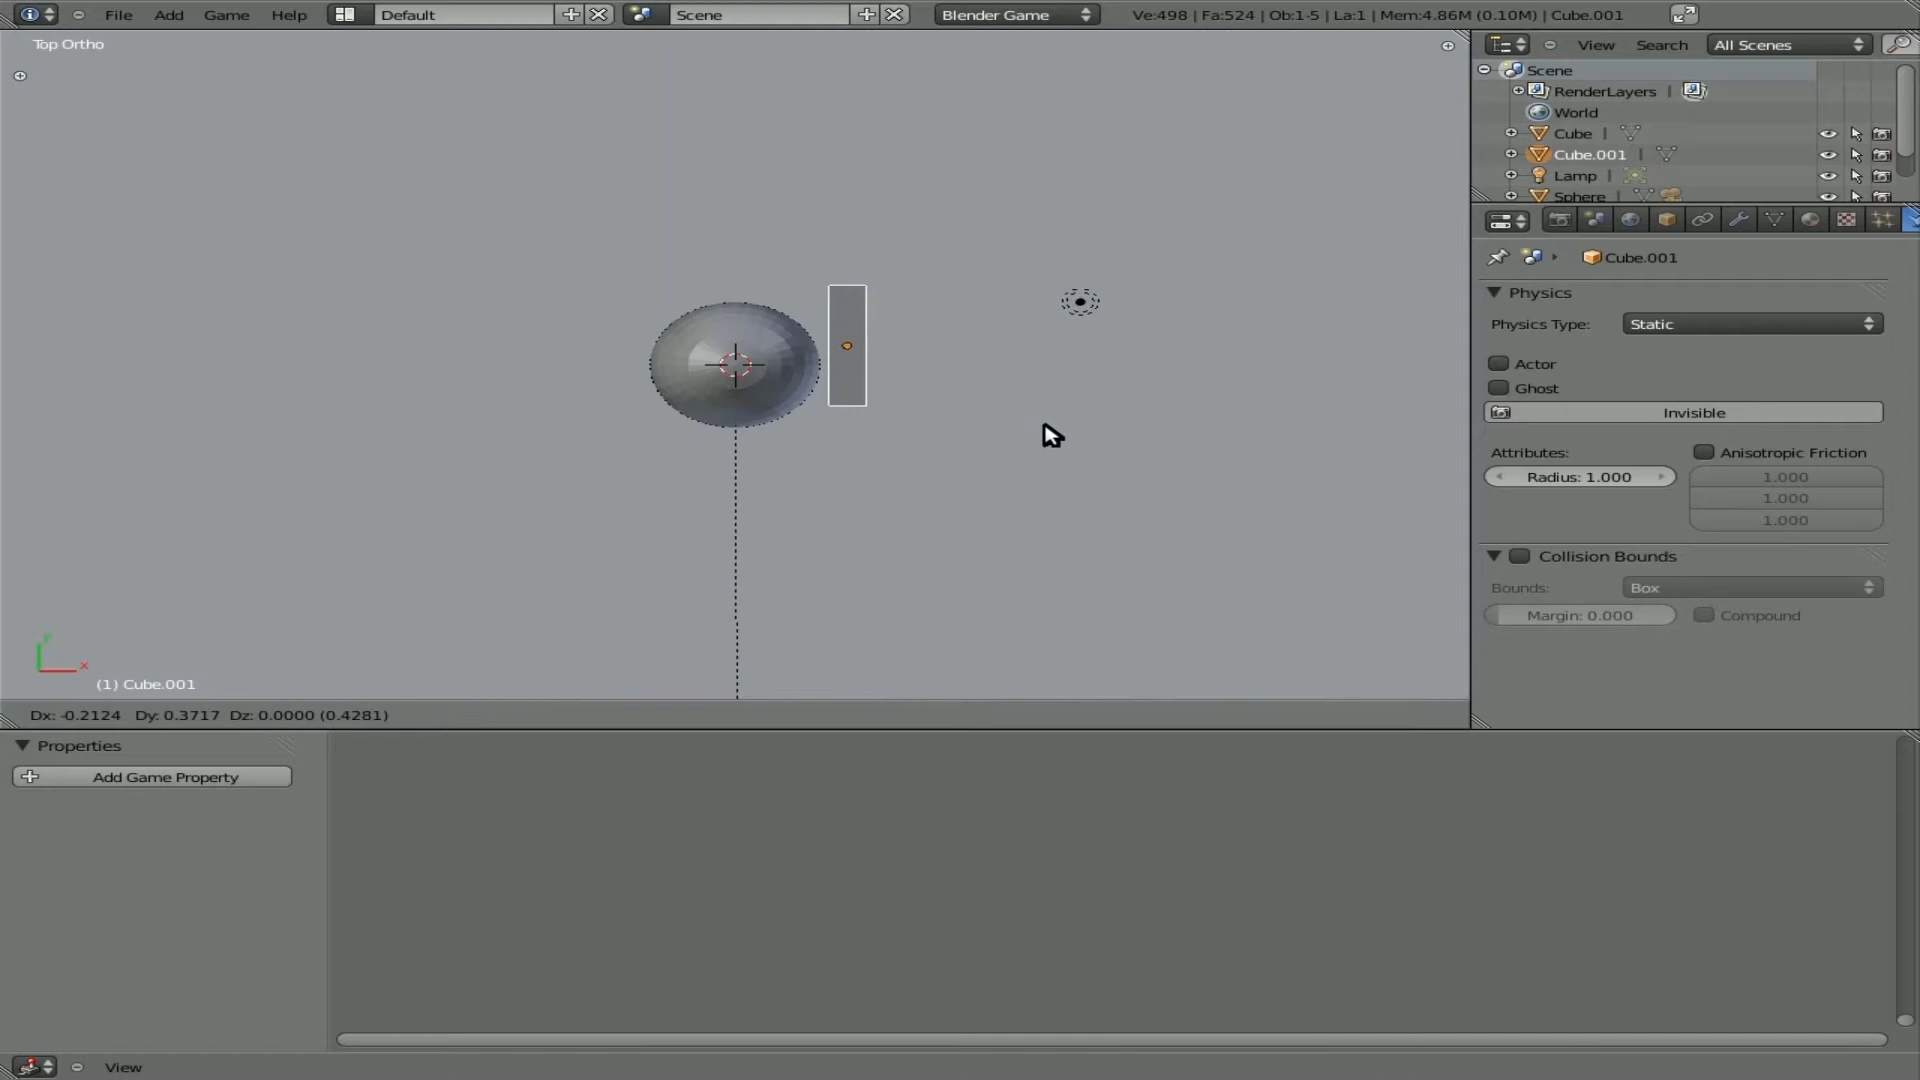 File Add Game Help Default Scene Blender Game Ve:498 | Fa:524 | Ob:1-5 | La:1 | Mem:4.86M (0.10M) | Cube.001
Top Ortho
View Search All Scenes
Scene
RenderLayers |
World
Cube |
Cube.001 |
Lamp |
Sphere |
Cube.001
Physics
Physics Type: Static
Actor
Ghost
Invisible
Attributes: Anisotropic Friction
Radius: 1.000 1.000
1.000
1.000
Collision Bounds
Bounds: Box
Margin: 0.000 Compound
y
x
(1) Cube.001
Dx: -0.2124 Dy: 0.3717 Dz: 0.0000 (0.4281)
Properties
Add Game Property
View